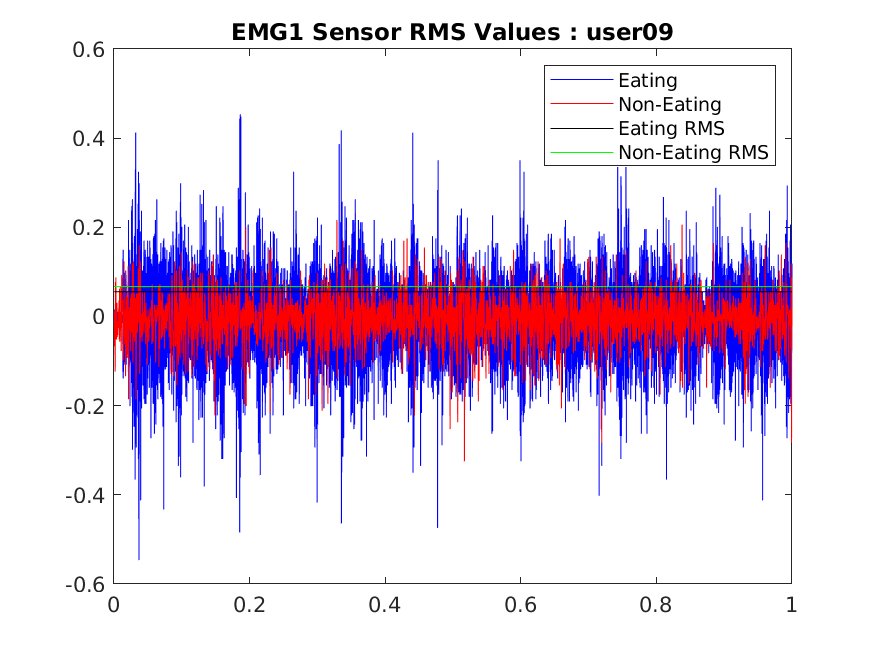 EMG1 Sensor RMS Values : user09
0.6
0.4
0.2
0
-0.2
-0.4
-0.6
Eating
Non-Eating
Eating RMS
Non-Eating RMS
0 0.2 0.4 0.6 0.8 1